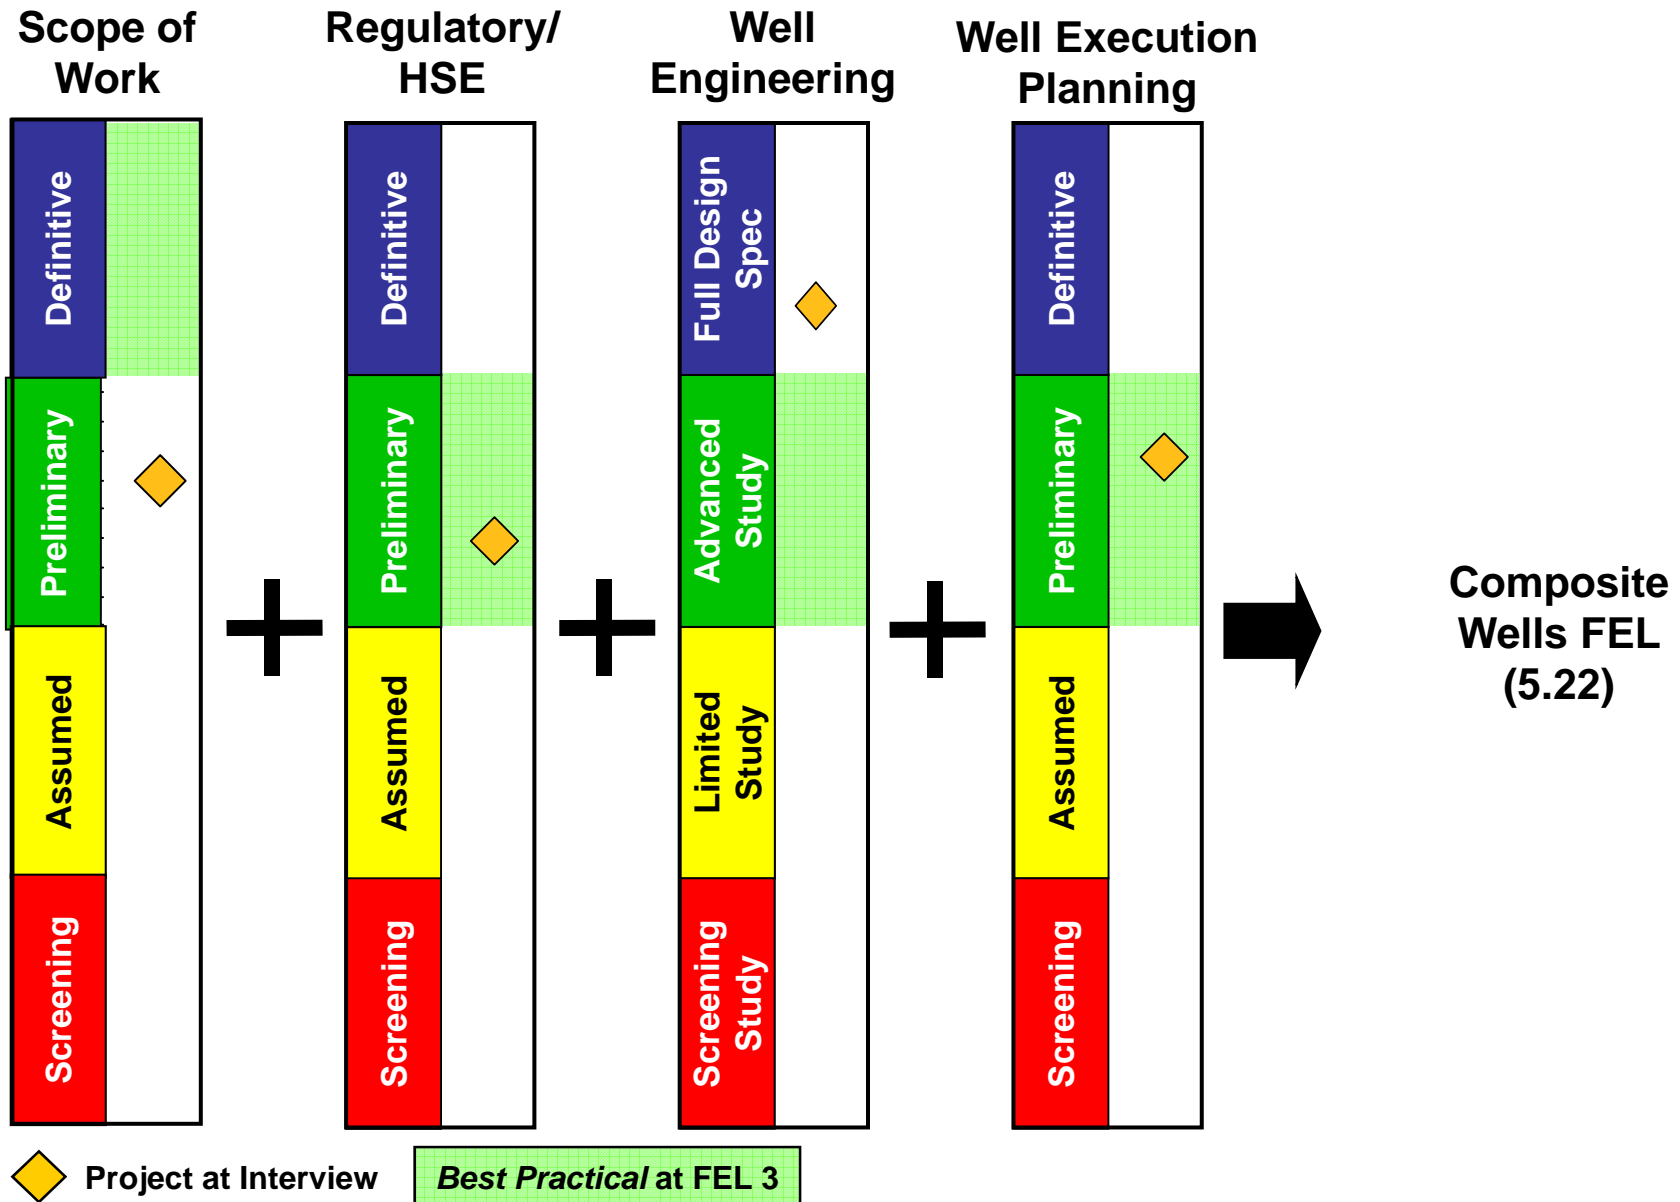 Scope of
Work
Regulatory/
HSE
Well
Engineering
Well Execution
Planning
Definitive
Preliminary
Assumed
Screening
Definitive
Preliminary
Assumed
Screening
Full Design
Spec
Advanced
Study
Limited
Study
Screening
Study
Definitive
Preliminary
Assumed
Screening
Composite
Wells FEL
(5.22)
Project at Interview
Best Practical at FEL 3